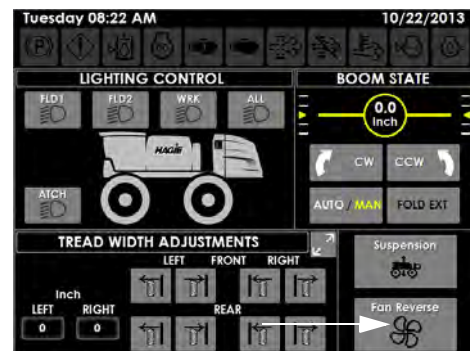 Tuesday 08:22 AM 10/22/2013
LIGHTING CONTROL
FLD1 FLD2 WRK ALL
HAGIE
ATCH
BOOM STATE
0.0
Inch
CW CCW
AUTO / MAN FOLD EXT
TREAD WIDTH ADJUSTMENTS
LEFT FRONT RIGHT
Inch
LEFT RIGHT
0 0
REAR
Suspension
Fan Reverse